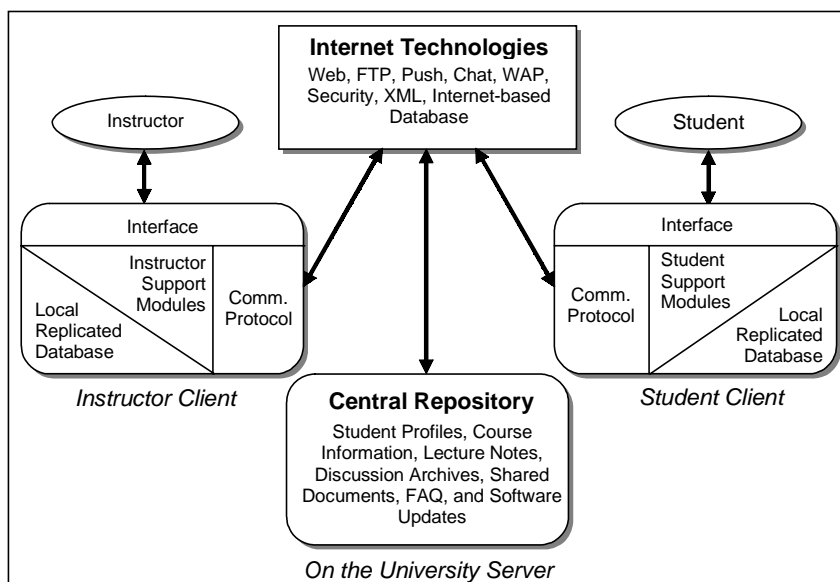 Internet Technologies
Web, FTP, Push, Chat, WAP,
Security, XML, Internet-based
Database
Instructor
Student
Interface
Instructor
Support
Modules
Local
Replicated
Database
Comm.
Protocol
Instructor Client
Interface
Comm.
Protocol
Student
Support
Modules
Local
Replicated
Database
Student Client
Central Repository
Student Profiles, Course
Information, Lecture Notes,
Discussion Archives, Shared
Documents, FAQ, and Software
Updates
On the University Server